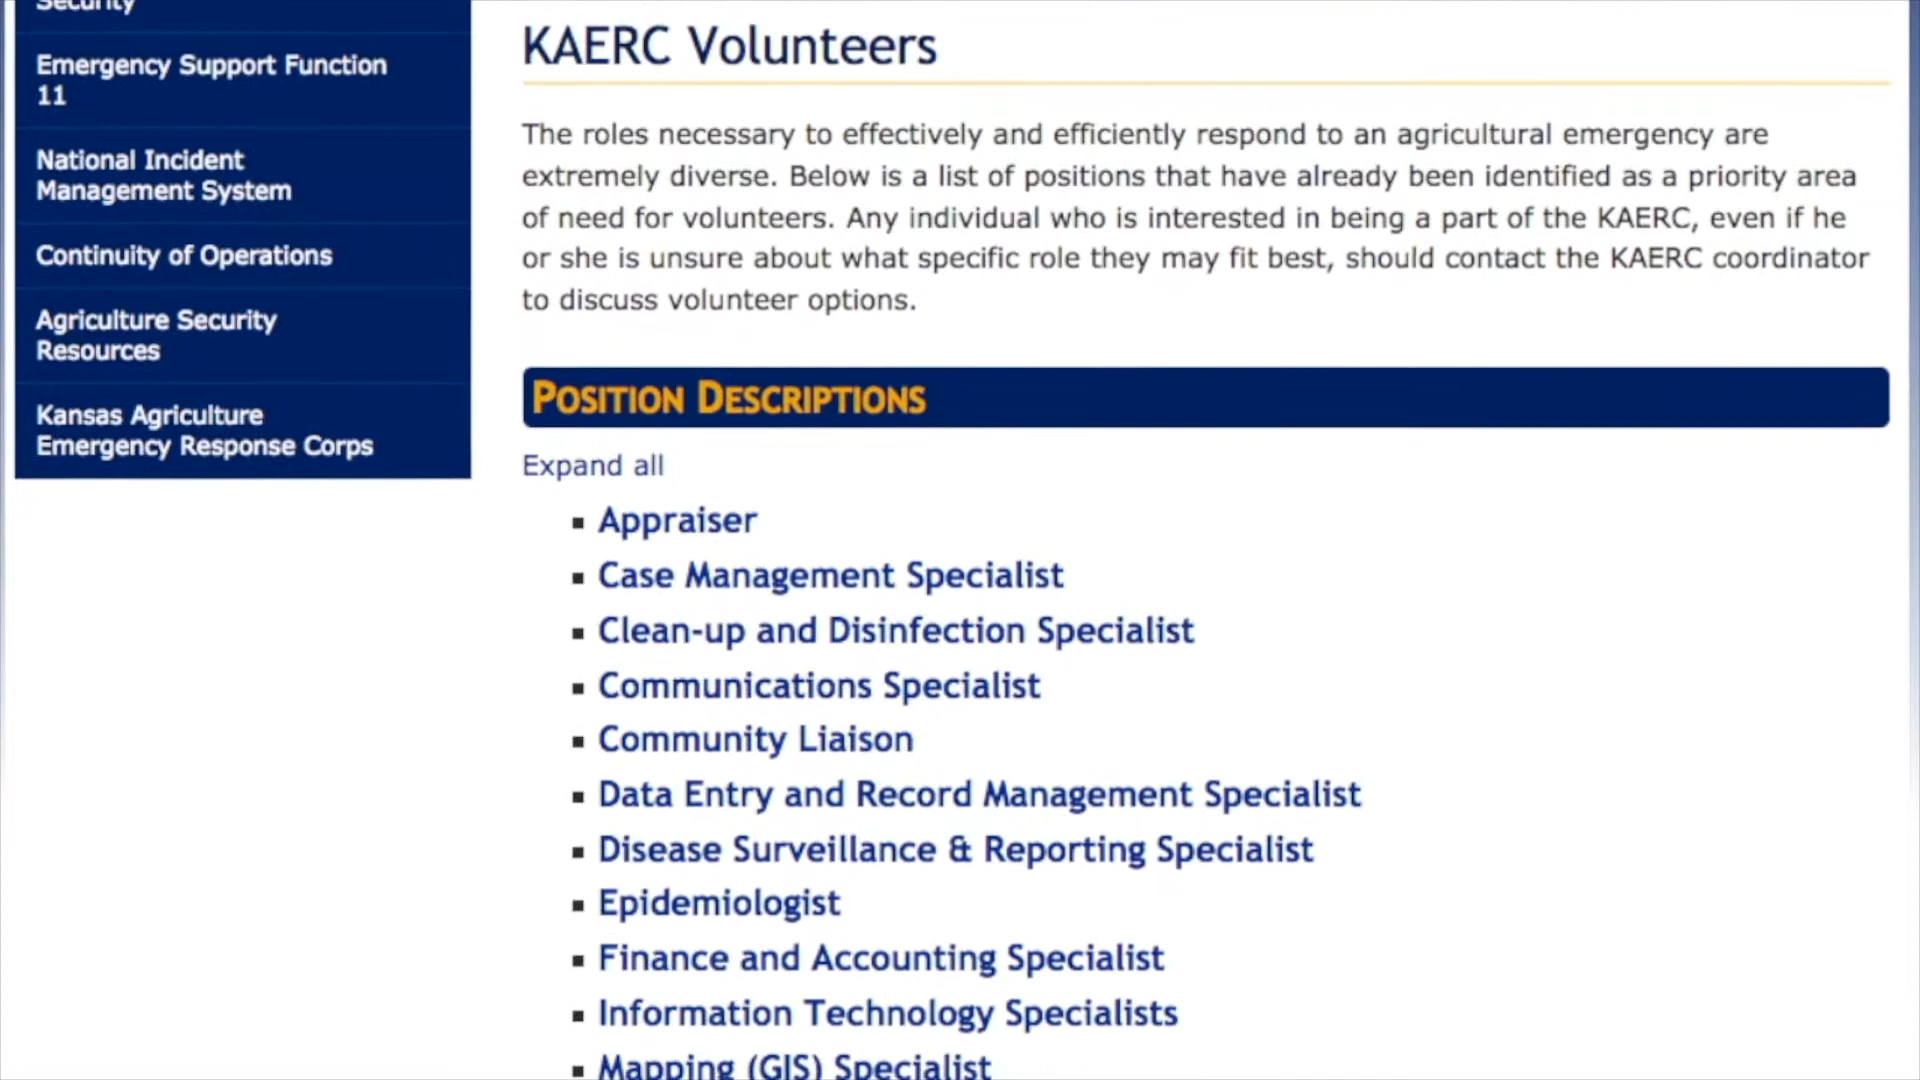 Security
Emergency Support Function
11
National Incident
Management System
Continuity of Operations
Agriculture Security
Resources
Kansas Agriculture
Emergency Response Corps
KAERC Volunteers
The roles necessary to effectively and efficiently respond to an agricultural emergency are
extremely diverse. Below is a list of positions that have already been identified as a priority area
of need for volunteers. Any individual who is interested in being a part of the KAERC, even if he
or she is unsure about what specific role they may fit best, should contact the KAERC coordinator
to discuss volunteer options.
POSITION DESCRIPTIONS
Expand all
Appraiser
Case Management Specialist
Clean-up and Disinfection Specialist
Communications Specialist
Community Liaison
Data Entry and Record Management Specialist
Disease Surveillance & Reporting Specialist
Epidemiologist
Finance and Accounting Specialist
Information Technology Specialists
Mapping (GIS) Specialist